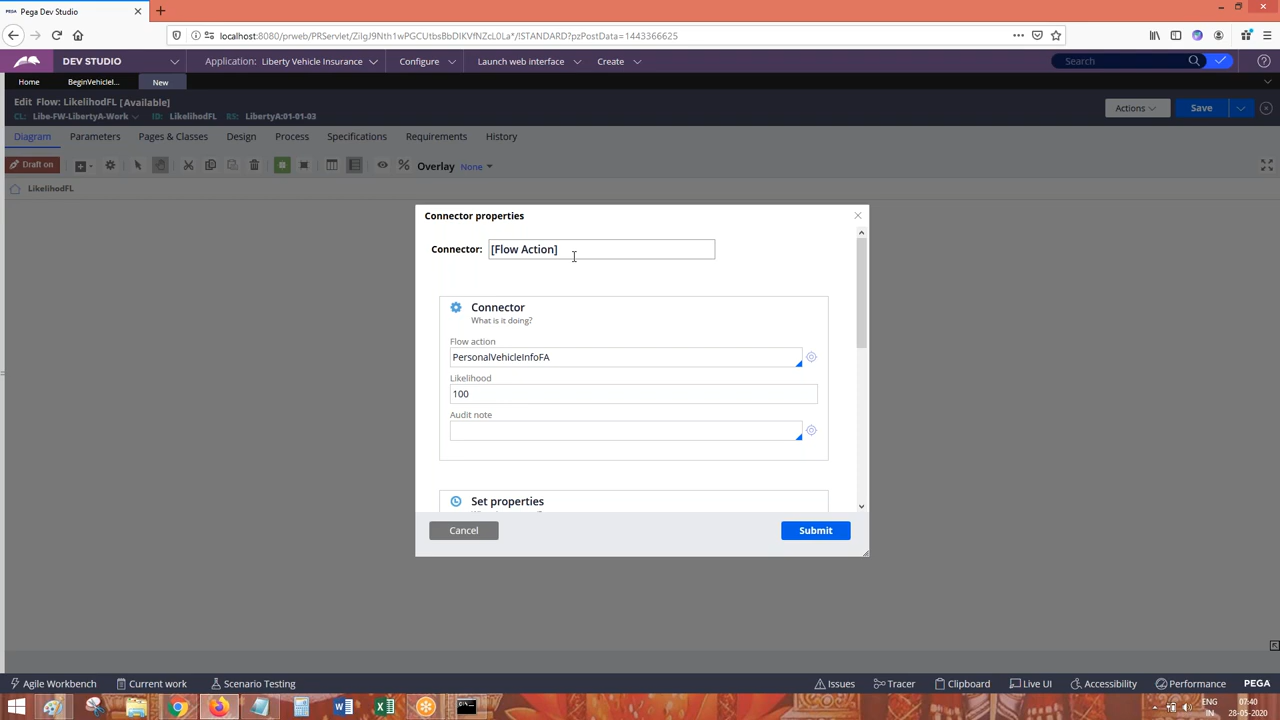 Pega Dev Studio
localhost:8080/prweb/PRServlet/ZiIgJ9Nth1wPGCUtbsBbDIKVfNZcL0La*/!STANDARD?pzPostData=1443366625
DEV STUDIO
Application: Liberty Vehicle Insurance
Configure
Launch web interface
Create
Search
Home
BeginVehicleI...
New
Edit Flow: LikelihodFL [Available]
CL: Libe-FW-LibertyA-Work ID: LikelihodFL RS: LibertyA:01-01-03
Actions
Save
Diagram
Parameters
Pages & Classes
Design
Process
Specifications
Requirements
History
Draft on
Overlay None
LikelihodFL
Connector properties
Connector: [Flow Action]
Connector
What is it doing?
Flow action
PersonalVehicleInfoFA
Likelihood
100
Audit note
Set properties
Cancel
Submit
Agile Workbench
Current work
Scenario Testing
Issues
Tracer
Clipboard
Live UI
Accessibility
Performance
PEGA
ENG
IN
07:40
28-05-2020